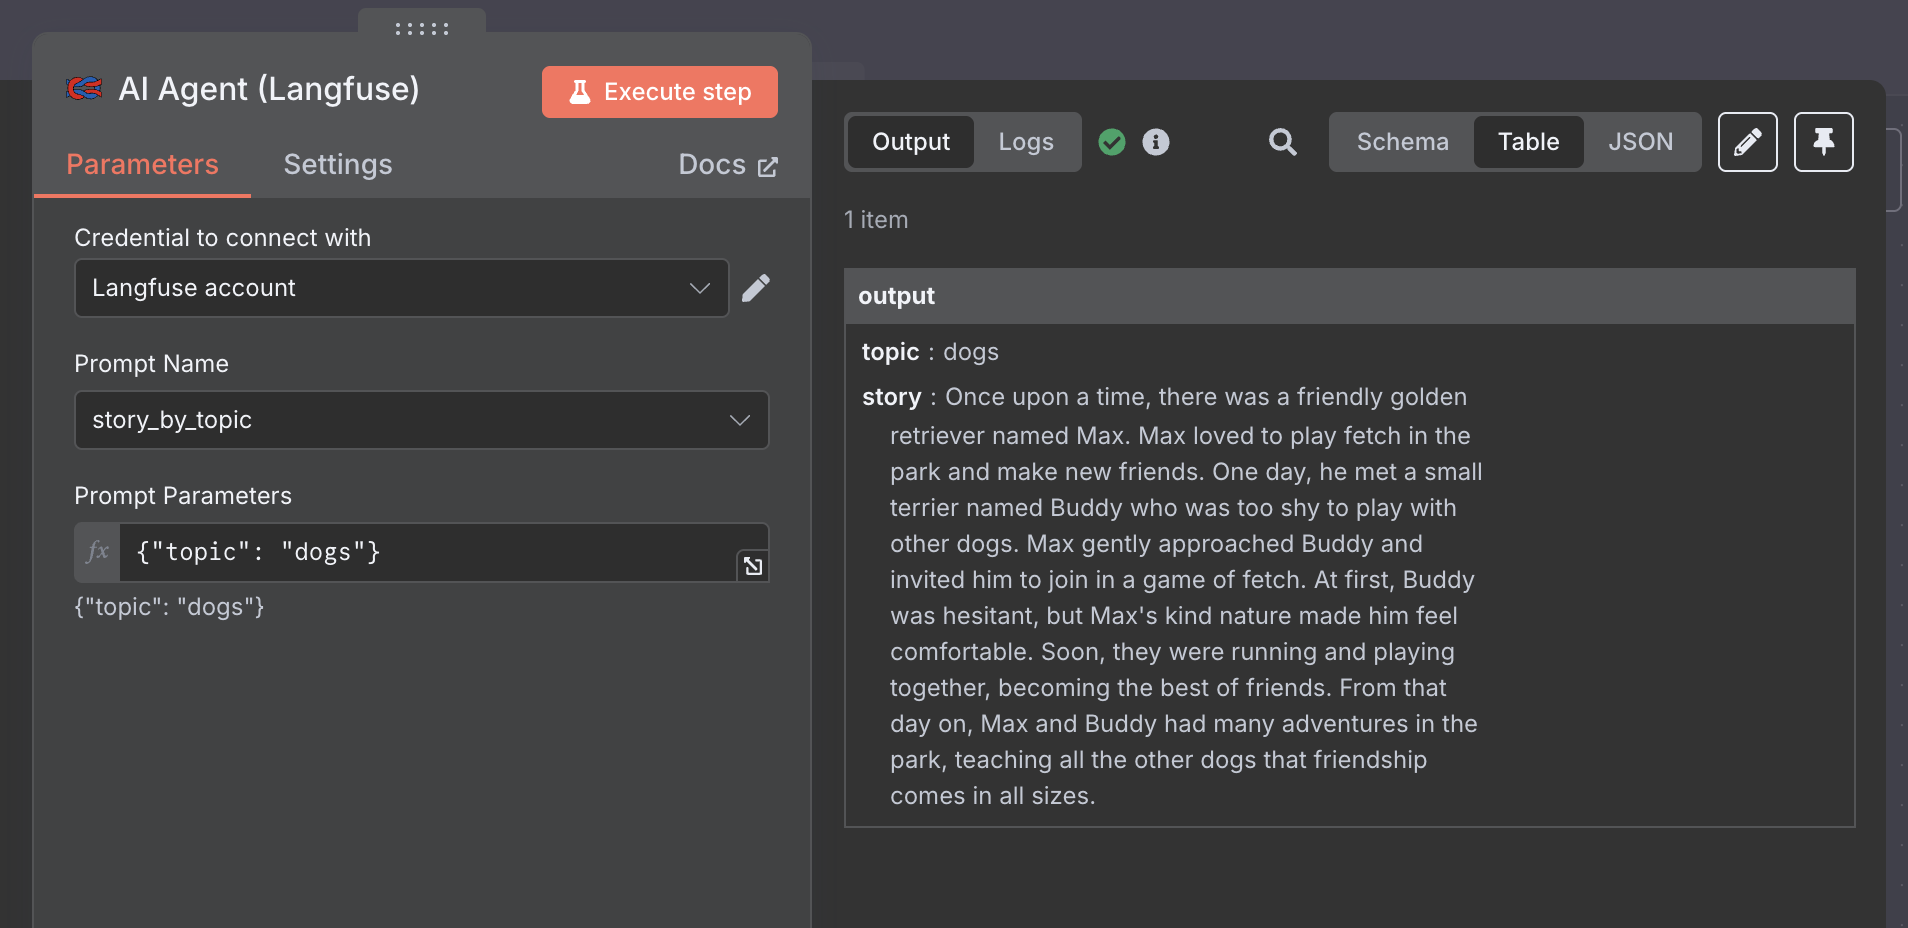 AI Agent (Langfuse)
Execute step
Parameters
Settings
Docs
Credential to connect with
Langfuse account
Prompt Name
story_by_topic
Prompt Parameters
fx
{"topic": "dogs"}
{"topic": "dogs"}
Output
Logs
Schema
Table
JSON
1 item
output
topic : dogs
story : Once upon a time, there was a friendly golden
retriever named Max. Max loved to play fetch in the
park and make new friends. One day, he met a small
terrier named Buddy who was too shy to play with
other dogs. Max gently approached Buddy and
invited him to join in a game of fetch. At first, Buddy
was hesitant, but Max's kind nature made him feel
comfortable. Soon, they were running and playing
together, becoming the best of friends. From that
day on, Max and Buddy had many adventures in the
park, teaching all the other dogs that friendship
comes in all sizes.